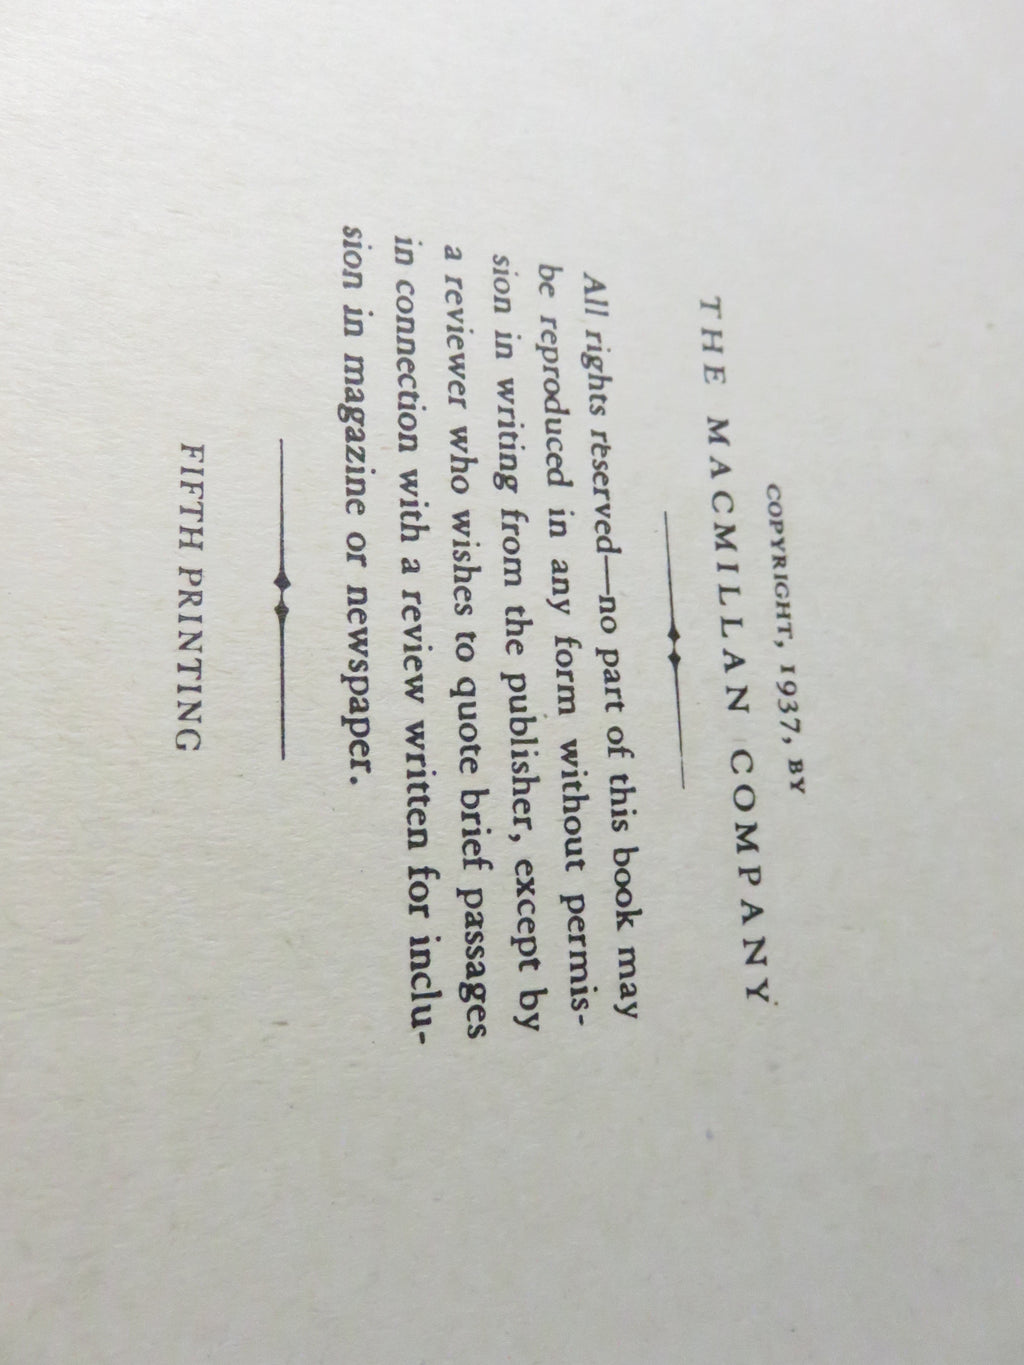 COPYRIGHT, 1937, BY
THE MACMILLAN COMPANY
All rights reserved—no part of this book may
be reproduced in any form without permis-
sion in writing from the publisher, except by
a reviewer who wishes to quote brief passages
in connection with a review written for inclu-
sion in magazine or newspaper.
FIFTH PRINTING